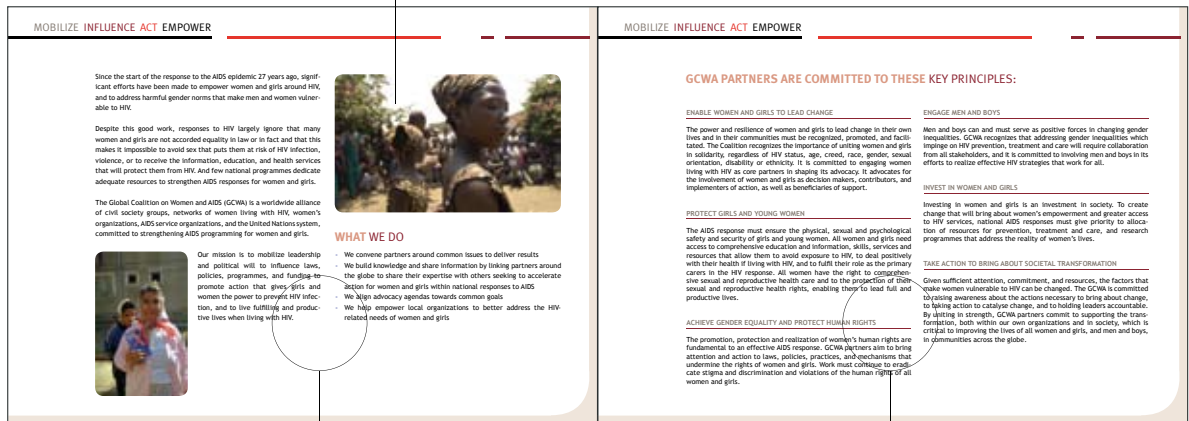 MOBILIZE INFLUENCE ACT EMPOWER
Since the start of the response to the AIDS epidemic 27 years ago, signif-
icant efforts have been made to empower women and girls around HIV,
and to address harmful gender norms that make men and women vulner-
able to HIV.
Despite this good work, responses to HIV largely ignore that many
women and girls are not accorded equality in law or in fact and that this
makes it impossible to avoid sex that puts them at risk of HIV infection,
violence, or to receive the information, education, and health services
that will protect them from HIV. And few national programmes dedicate
adequate resources to strengthen AIDS responses for women and girls.
The Global Coalition on Women and AIDS (GCWA) is a worldwide alliance
of civil society groups, networks of women living with HIV, women's
organizations, AIDS service organizations, and the United Nations system,
committed to strengthening AIDS programming for women and girls.
Our mission is to mobilize leadership
and political will to influence laws,
policies, programmes, and funding to
promote action that gives girls and
women the power to prevent HIV infec-
tion, and to live fulfilling and produc-
tive lives when living with HIV.
WHAT WE DO
· We convene partners around common issues to deliver results
· We build knowledge and share information by linking partners around
the globe to share their expertise with others seeking to accelerate
action for women and girls within national responses to AIDS
· We align advocacy agendas towards common goals
· We help empower local organizations to better address the HIV-
related needs of women and girls
MOBILIZE INFLUENCE ACT EMPOWER
GCWA PARTNERS ARE COMMITTED TO THESE KEY PRINCIPLES:
ENABLE WOMEN AND GIRLS TO LEAD CHANGE
The power and resilience of women and girls to lead change in their own
lives and in their communities must be recognized, promoted, and facili-
tated. The Coalition recognizes the importance of uniting women and girls
in solidarity, regardless of HIV status, age, creed, race, gender, sexual
orientation, disability or ethnicity. It is committed to engaging women
living with HIV as core partners in shaping its advocacy. It advocates for
the involvement of women and girls as decision makers, contributors, and
implementers of action, as well as beneficiaries of support.
PROTECT GIRLS AND YOUNG WOMEN
The AIDS response must ensure the physical, sexual and psychological
safety and security of girls and young women. All women and girls need
access to comprehensive education and information, skills, services and
resources that allow them to avoid exposure to HIV, to deal positively
with their health if living with HIV, and to fulfil their role as the primary
carers in the HIV response. All women have the right to comprehen-
sive sexual and reproductive health care and to the protection of their
sexual and reproductive health rights, enabling them to lead full and
productive lives.
ACHIEVE GENDER EQUALITY AND PROTECT HUMAN RIGHTS
The promotion, protection and realization of women's human rights are
fundamental to an effective AIDS response. GCWA partners aim to bring
attention and action to laws, policies, practices, and mechanisms that
undermine the rights of women and girls. Work must continue to eradi-
cate stigma and discrimination and violations of the human rights of all
women and girls.
ENGAGE MEN AND BOYS
Men and boys can and must serve as positive forces in changing gender
inequalities. GCWA recognizes that addressing gender inequalities which
impinge on HIV prevention, treatment and care will require collaboration
from all stakeholders, and it is committed to involving men and boys in its
efforts to realize effective HIV strategies that work for all.
INVEST IN WOMEN AND GIRLS
Investing in women and girls is an investment in society. To create
change that will bring about women's empowerment and greater access
to HIV services, national AIDS responses must give priority to alloca-
tion of resources for prevention, treatment and care, and research
programmes that address the reality of women's lives.
TAKE ACTION TO BRING ABOUT SOCIETAL TRANSFORMATION
Given sufficient attention, commitment, and resources, the factors that
make women vulnerable to HIV can be changed. The GCWA is committed
to raising awareness about the actions necessary to bring about change,
to taking action to catalyse change, and to holding leaders accountable.
By uniting in strength, GCWA partners commit to supporting the trans-
formation, both within our own organizations and in society, which is
critical to improving the lives of all women and girls, and men and boys,
in communities across the globe.